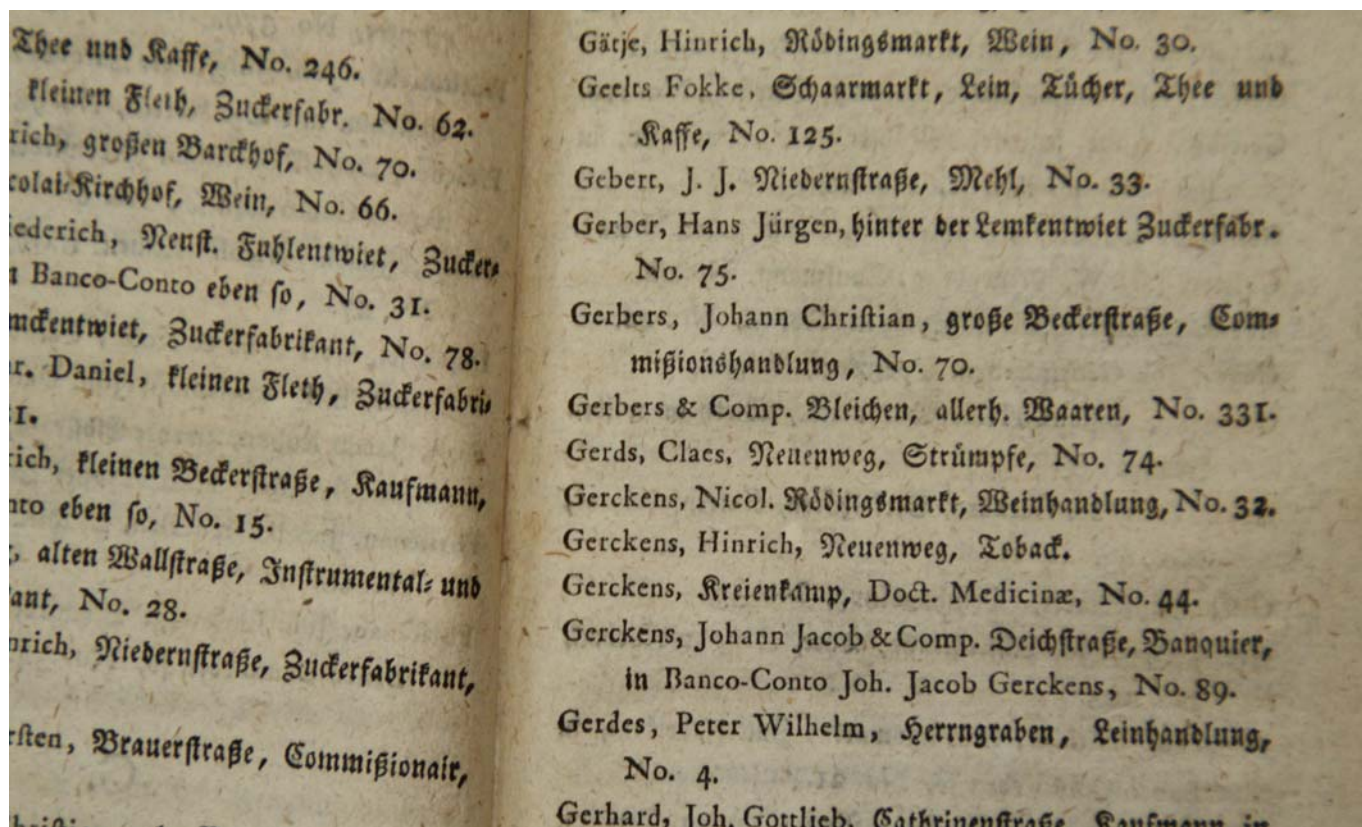 Thee und Kaffe, No. 246.
kleinen Fleth, Zuckerfabr. No. 62.
rich, großen Barckhof, No. 70.
colai-Kirchhof, Wein, No. 66.
iederich, Neust. Fuhlentwiet, Zucker-
Banco-Conto eben so, No. 31.
mckentwiet, Zuckerfabrikant, No. 78.
r. Daniel, kleinen Fleth, Zuckerfabri-
31.
rich, kleinen Beckerstraße, Kaufmann,
nto eben so, No. 15.
alten Wallstraße, Instrumental- und
kant, No. 28.
nrich, Niedernstraße, Zuckerfabrikant,
rsten, Brauerstraße, Commißionair,
Gätje, Hinrich, Rödingsmarkt, Wein, No. 30.
Geelts Fokke, Schaarmarkt, Lein, Tücher, Thee und
Kaffe, No. 125.
Gebert, J. J. Niedernstraße, Mehl, No. 33.
Gerber, Hans Jürgen, hinter der Lemkentwiet Zuckerfabr.
No. 75.
Gerbers, Johann Christian, große Beckerstraße, Com-
mißionshandlung, No. 70.
Gerbers & Comp. Bleichen, allerh. Waaren, No. 331.
Gerds, Claes, Neuenweg, Strümpfe, No. 74.
Gerckens, Nicol. Rödingsmarkt, Weinhandlung, No. 32.
Gerckens, Hinrich, Neuenweg, Toback.
Gerckens, Kreienkamp, Doct. Medicinæ, No. 44.
Gerckens, Johann Jacob & Comp. Deichstraße, Banquier,
in Banco-Conto Joh. Jacob Gerckens, No. 89.
Gerdes, Peter Wilhelm, Herrngraben, Leinhandlung,
No. 4.
Gerhard, Joh. Gottlieb, Cathrinenstraße, Kaufmann, in